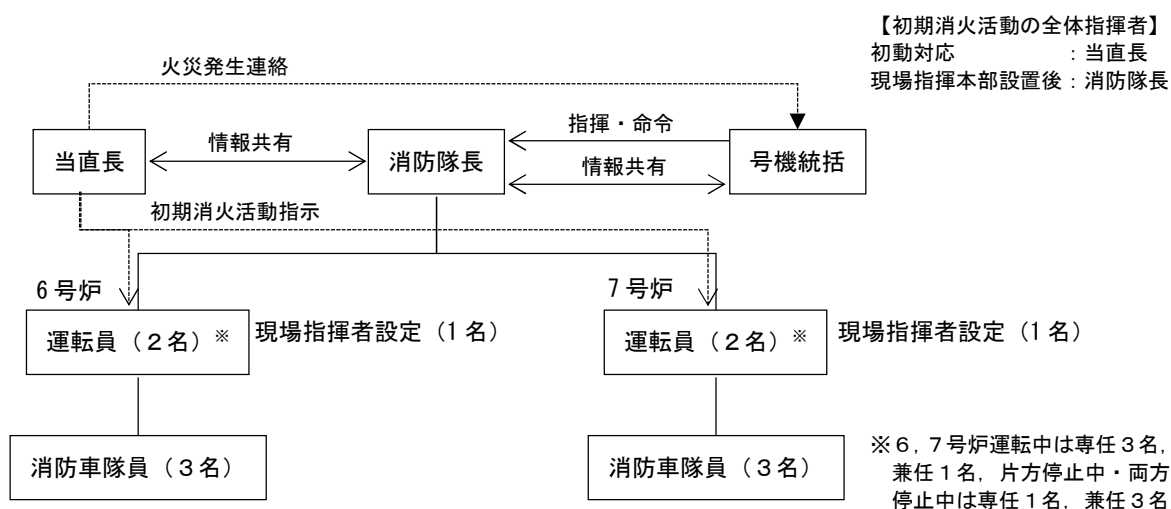 【初期消火活動の全体指揮者】
初動対応　　　　　：当直長
現場指揮本部設置後：消防隊長
火災発生連絡
当直長
情報共有
消防隊長
指揮・命令
情報共有
号機統括
初期消火活動指示
6号炉
7号炉
運転員（２名）※
現場指揮者設定（1名）
運転員（２名）※
現場指揮者設定（1名）
消防車隊員（３名）
消防車隊員（３名）
※６，７号炉運転中は専任３名，
兼任１名，片方停止中・両方
停止中は専任１名，兼任３名